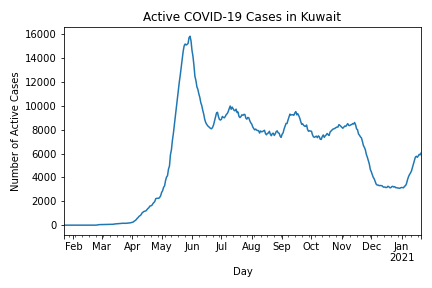 Active COVID-19 Cases in Kuwait
Number of Active Cases
16000
14000
12000
10000
8000
6000
4000
2000
0
Feb Mar Apr May Jun Jul Aug Sep Oct Nov Dec Jan
2021
Day